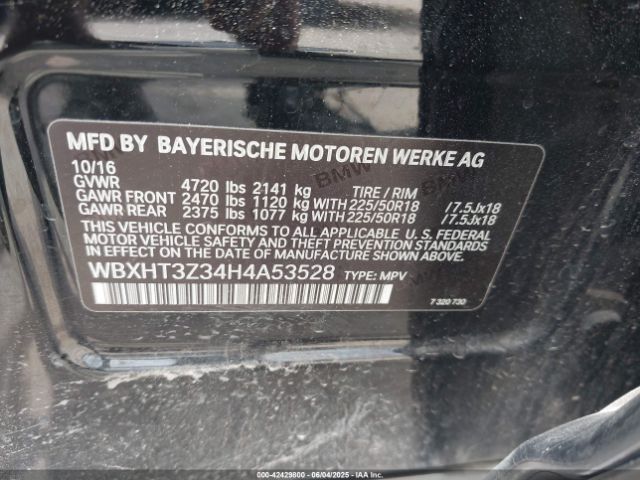 MFD BY BAYERISCHE MOTOREN WERKE AG
10/16
GVWR 4720 lbs 2141 kg TIRE / RIM
GAWR FRONT 2470 lbs 1120 kg WITH 225/50R18 /7.5Jx18
GAWR REAR 2375 lbs 1077 kg WITH 225/50R18 /7.5Jx18
THIS VEHICLE CONFORMS TO ALL APPLICABLE FEDERAL
MOTOR VEHICLE SAFETY AND THEFT PREVENTION STANDARDS
IN EFFECT ON THE DATE OF MANUFACTURE SHOWN ABOVE.
WBXHT3Z34H4A53528 TYPE: MPV
7 320 730
000-42429800 - 06/04/2025 - IAAI.COM